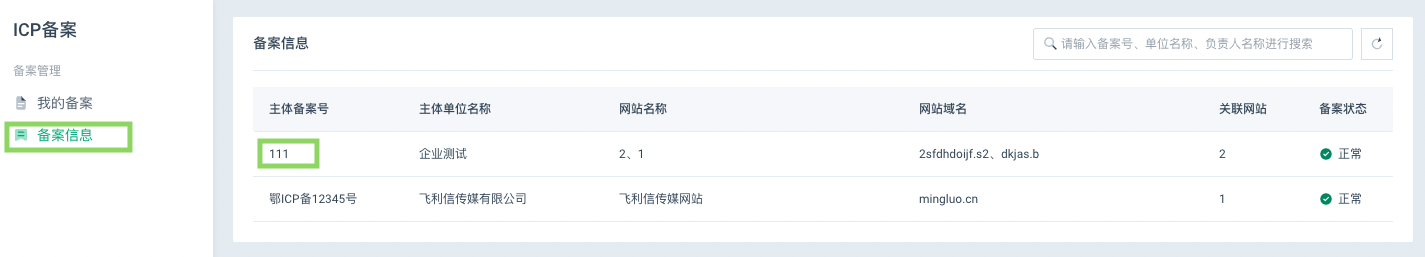 ICP备案
备案管理
我的备案
备案信息
备案信息
请输入备案号、单位名称、负责人名称进行搜索
主体备案号 主体单位名称 网站名称 网站域名 关联网站 备案状态
111 企业测试 2、1 2sfdhdoijf.s2、dkjas.b 2 正常
鄂ICP备12345号 飞利信传媒有限公司 飞利信传媒网站 mingluo.cn 1 正常